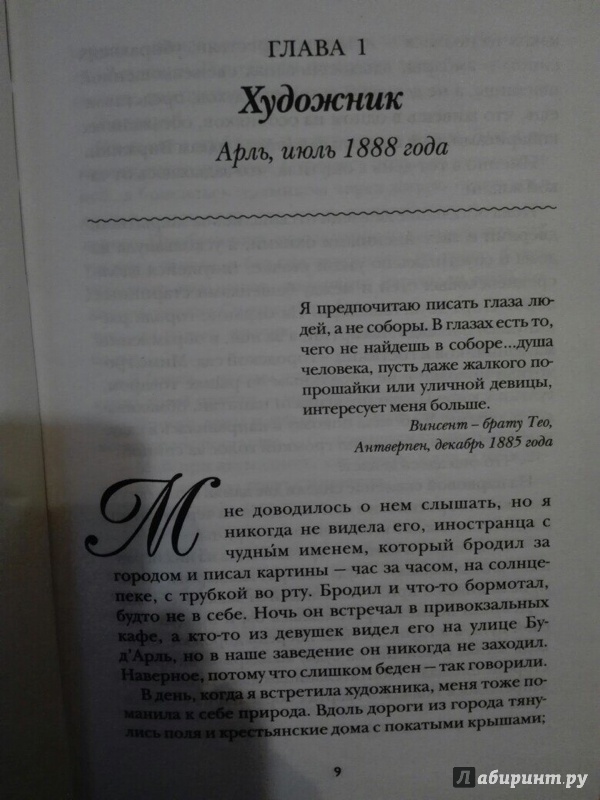 ГЛАВА 1
Художник
Арль, июль 1888 года
Я предпочитаю писать глаза лю-
дей, а не соборы. В глазах есть то,
чего не найдешь в соборе...душа
человека, пусть даже жалкого по-
прошайки или уличной девицы,
интересует меня больше.
Винсент – брату Тео,
Антверпен, декабрь 1885 года
Мне доводилось о нем слышать, но я
никогда не видела его, иностранца с
чудны́м именем, который бродил за
городом и писал картины — час за часом, на солнце-
пеке, с трубкой во рту. Бродил и что-то бормотал,
будто не в себе. Ночь он встречал в привокзальных
кафе, а кто-то из девушек видел его на улице Бу-
д'Арль, но в наше заведение он никогда не заходил.
Наверное, потому что слишком беден — так говорили.
В день, когда я встретила художника, меня тоже по-
манила к себе природа. Вдоль дороги из города тяну-
лись поля и крестьянские дома с покатыми крышами;
9
Лабиринт.ру